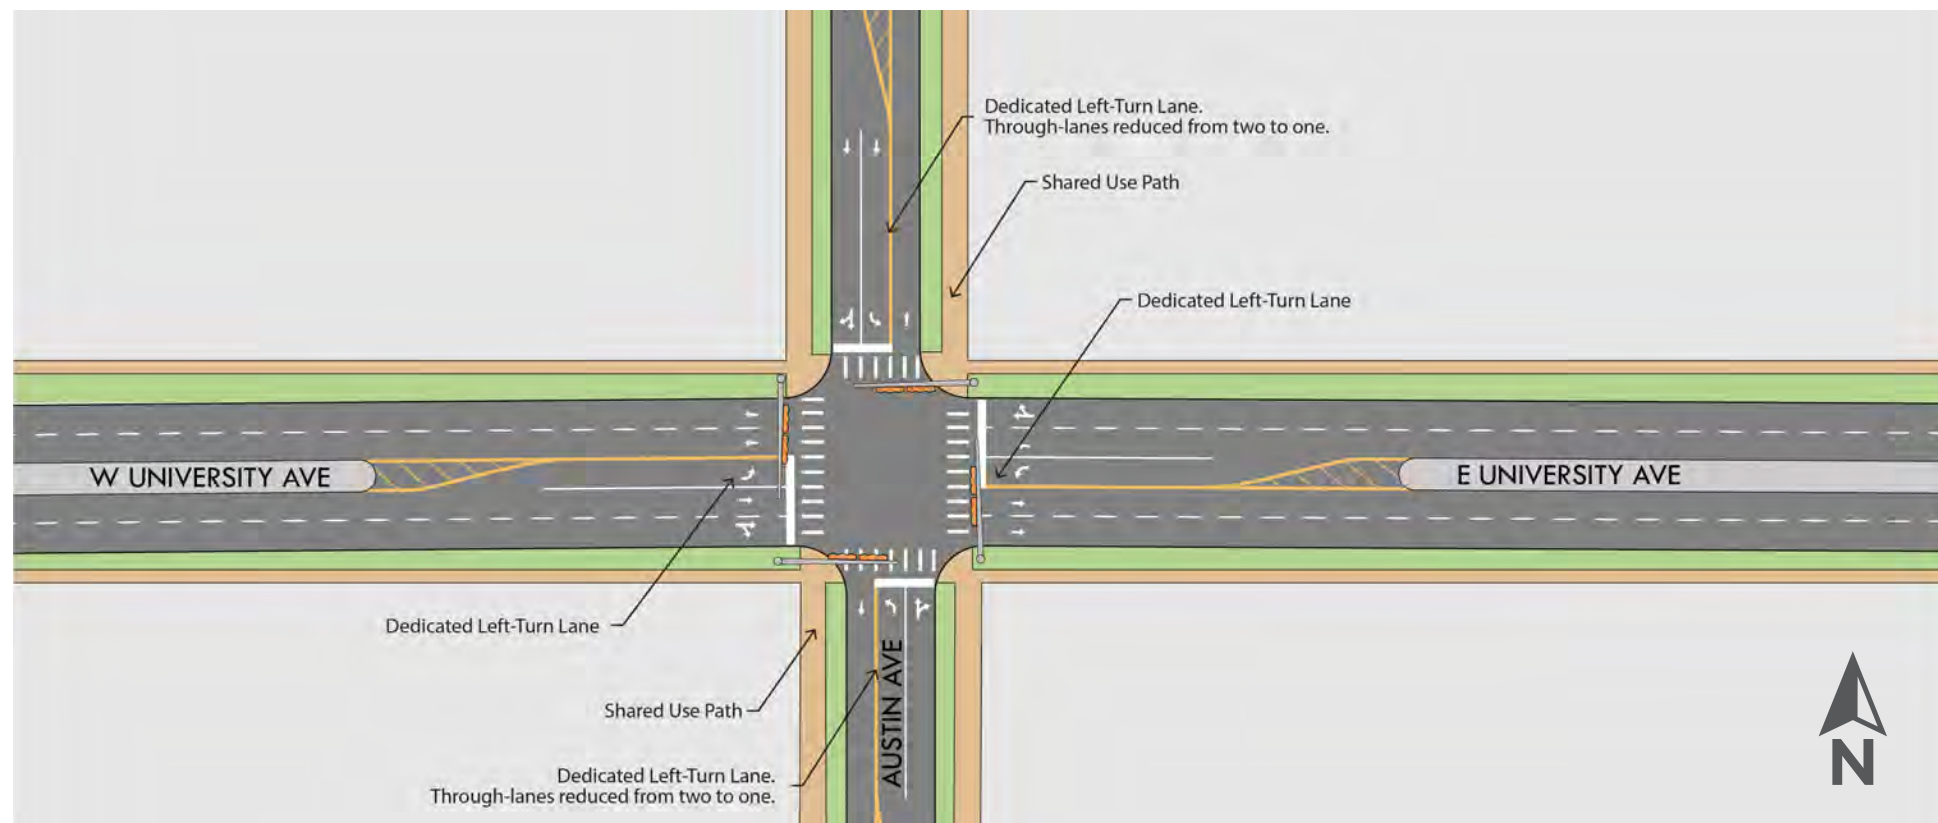 Dedicated Left-Turn Lane.
Through-lanes reduced from two to one.
Shared Use Path
Dedicated Left-Turn Lane
W UNIVERSITY AVE
E UNIVERSITY AVE
Dedicated Left-Turn Lane
Shared Use Path
AUSTIN AVE
Dedicated Left-Turn Lane.
Through-lanes reduced from two to one.
N